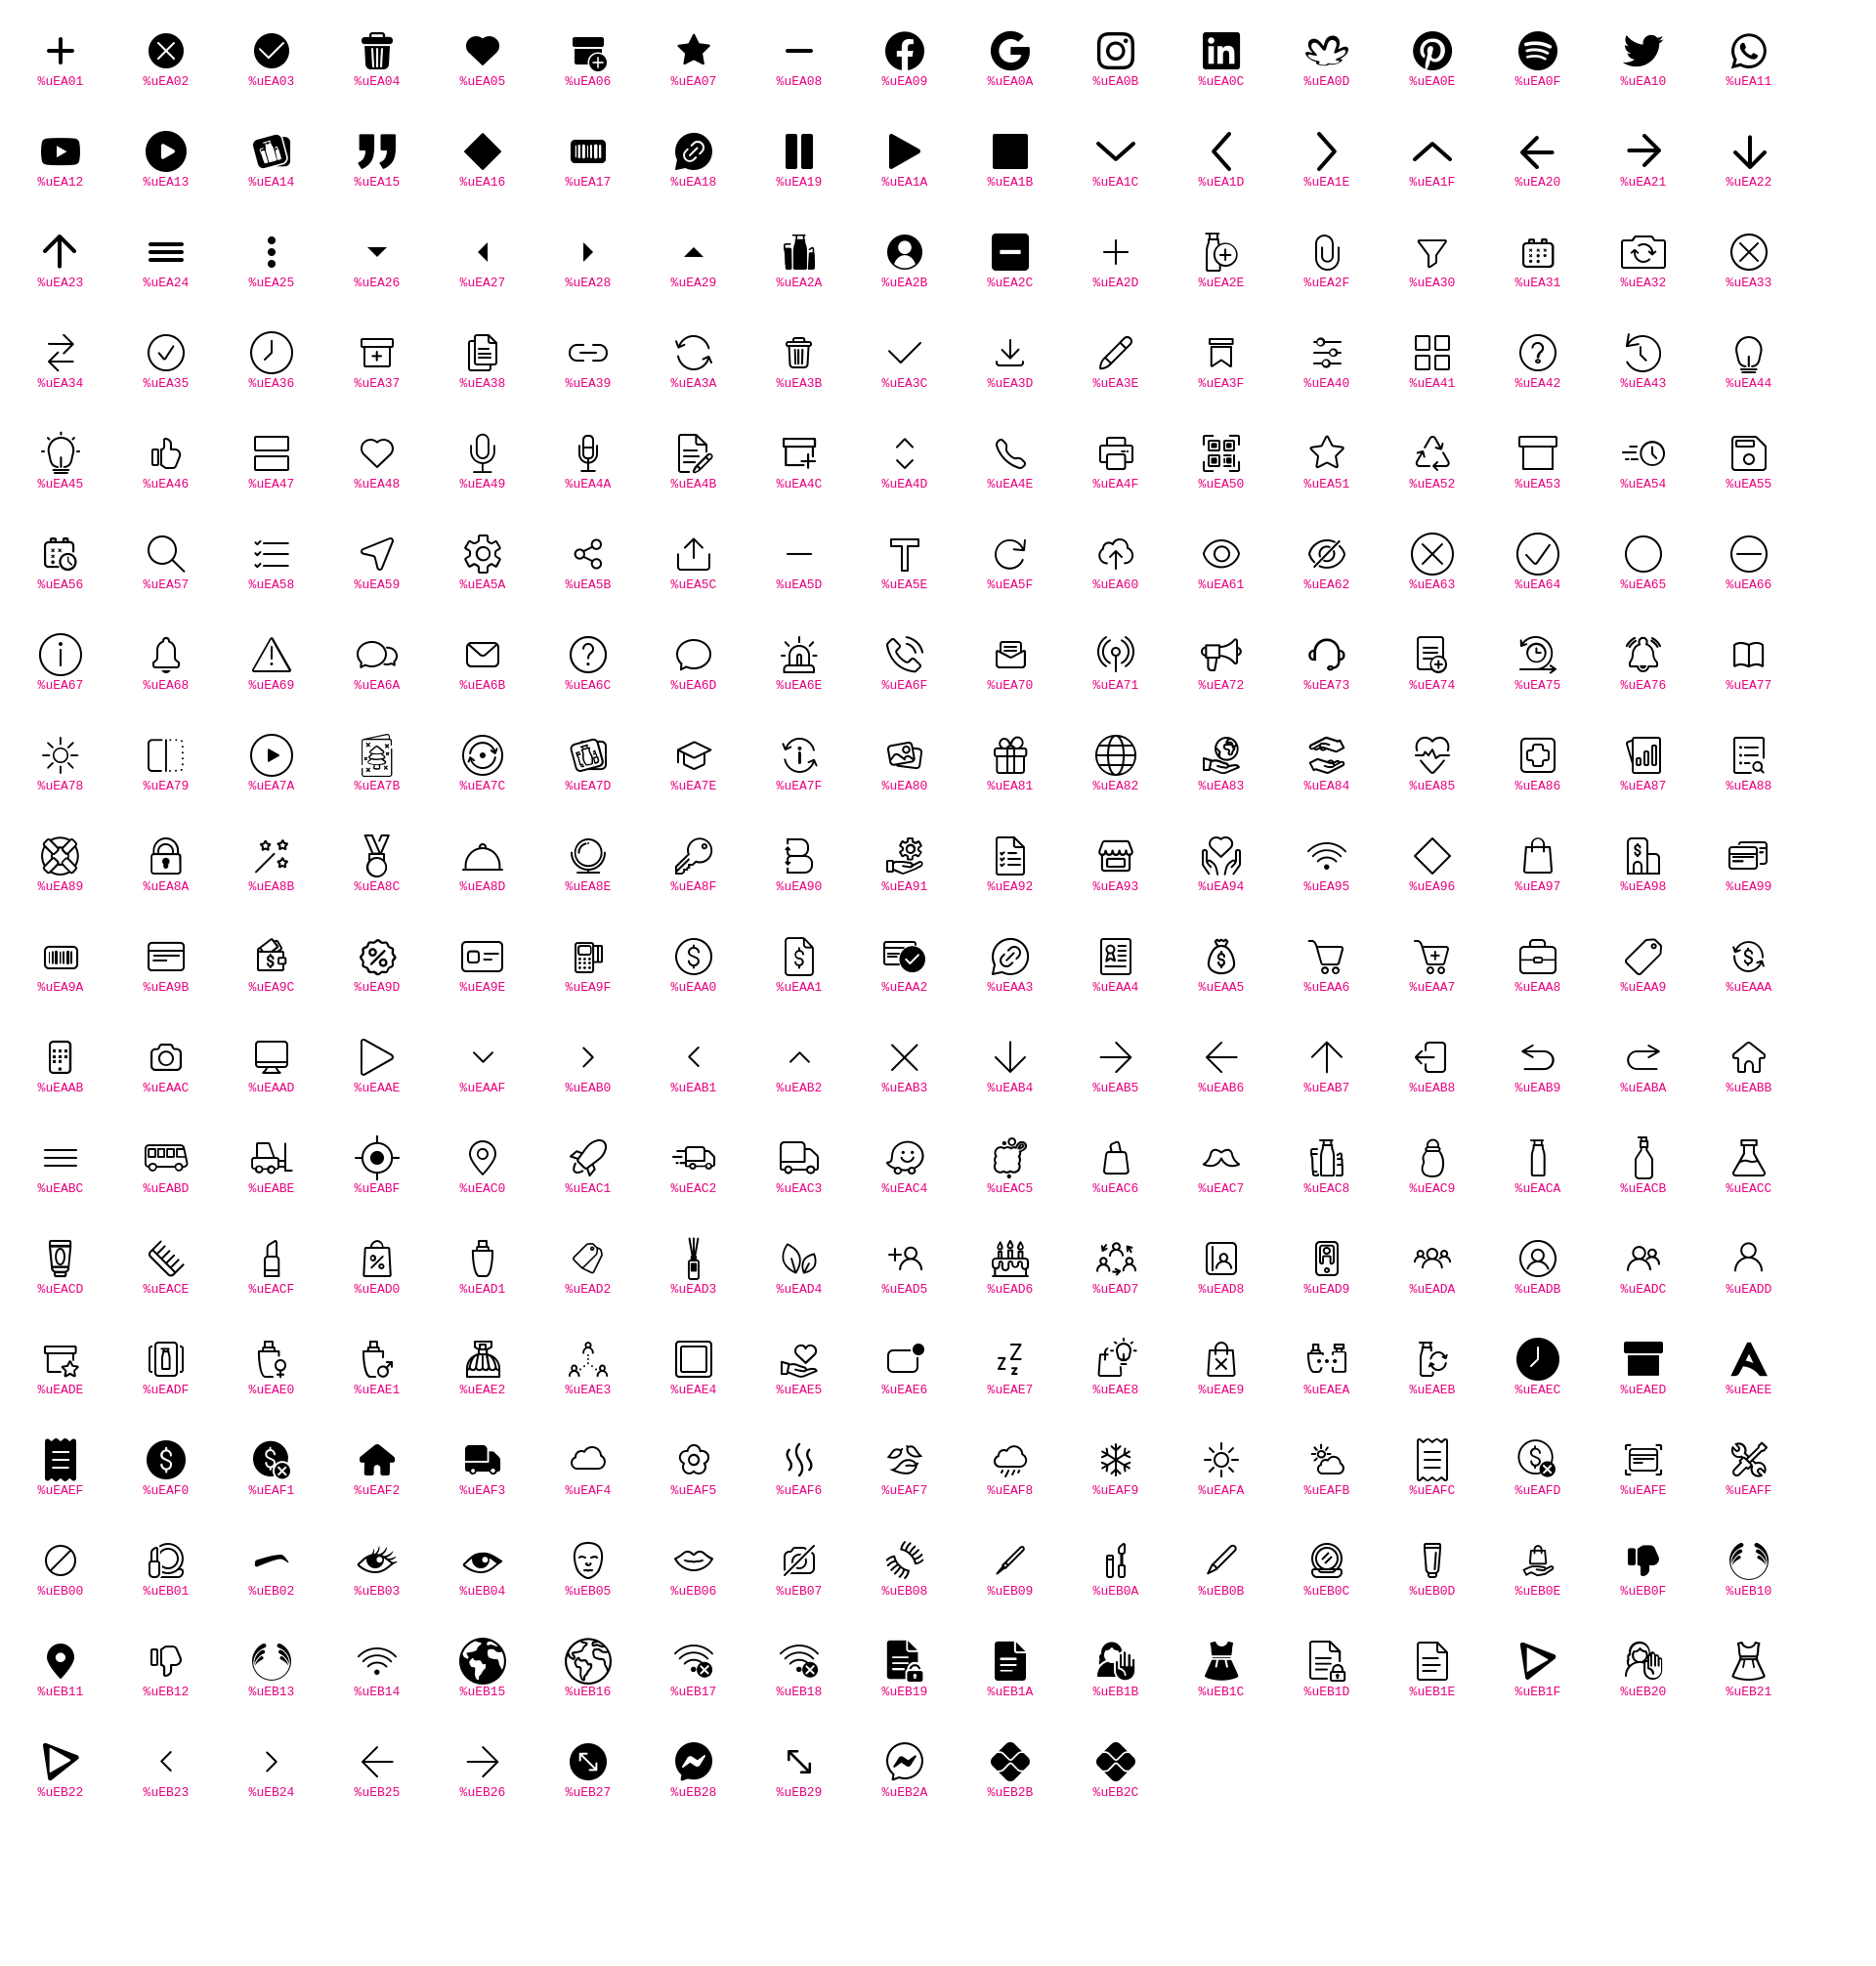 %uEA01 %uEA02 %uEA03 %uEA04 %uEA05 %uEA06 %uEA07 %uEA08 %uEA09 %uEA0A %uEA0B %uEA0C %uEA0D %uEA0E %uEA0F %uEA10 %uEA11
%uEA12 %uEA13 %uEA14 %uEA15 %uEA16 %uEA17 %uEA18 %uEA19 %uEA1A %uEA1B %uEA1C %uEA1D %uEA1E %uEA1F %uEA20 %uEA21 %uEA22
%uEA23 %uEA24 %uEA25 %uEA26 %uEA27 %uEA28 %uEA29 %uEA2A %uEA2B %uEA2C %uEA2D %uEA2E %uEA2F %uEA30 %uEA31 %uEA32 %uEA33
%uEA34 %uEA35 %uEA36 %uEA37 %uEA38 %uEA39 %uEA3A %uEA3B %uEA3C %uEA3D %uEA3E %uEA3F %uEA40 %uEA41 %uEA42 %uEA43 %uEA44
%uEA45 %uEA46 %uEA47 %uEA48 %uEA49 %uEA4A %uEA4B %uEA4C %uEA4D %uEA4E %uEA4F %uEA50 %uEA51 %uEA52 %uEA53 %uEA54 %uEA55
%uEA56 %uEA57 %uEA58 %uEA59 %uEA5A %uEA5B %uEA5C %uEA5D %uEA5E %uEA5F %uEA60 %uEA61 %uEA62 %uEA63 %uEA64 %uEA65 %uEA66
%uEA67 %uEA68 %uEA69 %uEA6A %uEA6B %uEA6C %uEA6D %uEA6E %uEA6F %uEA70 %uEA71 %uEA72 %uEA73 %uEA74 %uEA75 %uEA76 %uEA77
%uEA78 %uEA79 %uEA7A %uEA7B %uEA7C %uEA7D %uEA7E %uEA7F %uEA80 %uEA81 %uEA82 %uEA83 %uEA84 %uEA85 %uEA86 %uEA87 %uEA88
%uEA89 %uEA8A %uEA8B %uEA8C %uEA8D %uEA8E %uEA8F %uEA90 %uEA91 %uEA92 %uEA93 %uEA94 %uEA95 %uEA96 %uEA97 %uEA98 %uEA99
%uEA9A %uEA9B %uEA9C %uEA9D %uEA9E %uEA9F %uEAA0 %uEAA1 %uEAA2 %uEAA3 %uEAA4 %uEAA5 %uEAA6 %uEAA7 %uEAA8 %uEAA9 %uEAAA
%uEAAB %uEAAC %uEAAD %uEAAE %uEAAF %uEAB0 %uEAB1 %uEAB2 %uEAB3 %uEAB4 %uEAB5 %uEAB6 %uEAB7 %uEAB8 %uEAB9 %uEABA %uEABB
%uEABC %uEABD %uEABE %uEABF %uEAC0 %uEAC1 %uEAC2 %uEAC3 %uEAC4 %uEAC5 %uEAC6 %uEAC7 %uEAC8 %uEAC9 %uEACA %uEACB %uEACC
%uEACD %uEACE %uEACF %uEAD0 %uEAD1 %uEAD2 %uEAD3 %uEAD4 %uEAD5 %uEAD6 %uEAD7 %uEAD8 %uEAD9 %uEADA %uEADB %uEADC %uEADD
%uEADE %uEADF %uEAE0 %uEAE1 %uEAE2 %uEAE3 %uEAE4 %uEAE5 %uEAE6 %uEAE7 %uEAE8 %uEAE9 %uEAEA %uEAEB %uEAEC %uEAED %uEAEE
%uEAEF %uEAF0 %uEAF1 %uEAF2 %uEAF3 %uEAF4 %uEAF5 %uEAF6 %uEAF7 %uEAF8 %uEAF9 %uEAFA %uEAFB %uEAFC %uEAFD %uEAFE %uEAFF
%uEB00 %uEB01 %uEB02 %uEB03 %uEB04 %uEB05 %uEB06 %uEB07 %uEB08 %uEB09 %uEB0A %uEB0B %uEB0C %uEB0D %uEB0E %uEB0F %uEB10
%uEB11 %uEB12 %uEB13 %uEB14 %uEB15 %uEB16 %uEB17 %uEB18 %uEB19 %uEB1A %uEB1B %uEB1C %uEB1D %uEB1E %uEB1F %uEB20 %uEB21
%uEB22 %uEB23 %uEB24 %uEB25 %uEB26 %uEB27 %uEB28 %uEB29 %uEB2A %uEB2B %uEB2C